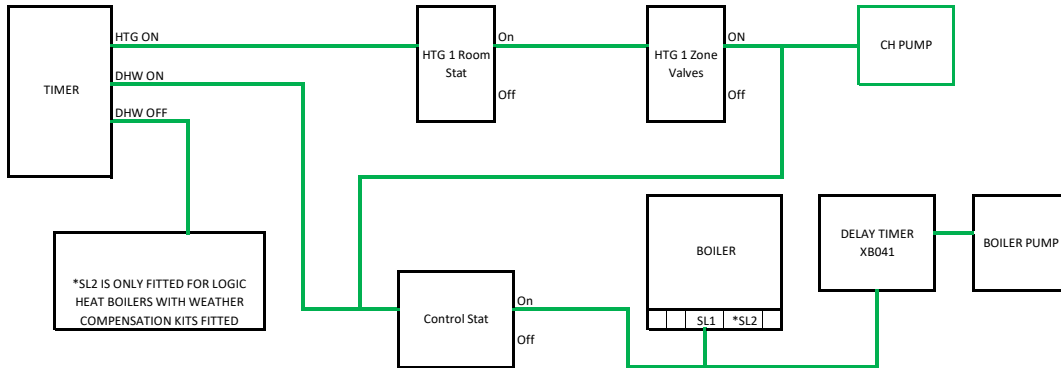 HTG ON
On
ON
HTG 1 Room
Stat
HTG 1 Zone
Valves
CH PUMP
TIMER
DHW ON
Off
Off
DHW OFF
DELAY TIMER
XB041
BOILER PUMP
BOILER
*SL2 IS ONLY FITTED FOR LOGIC
HEAT BOILERS WITH WEATHER
COMPENSATION KITS FITTED
On
Control Stat
SL1 *SL2
Off